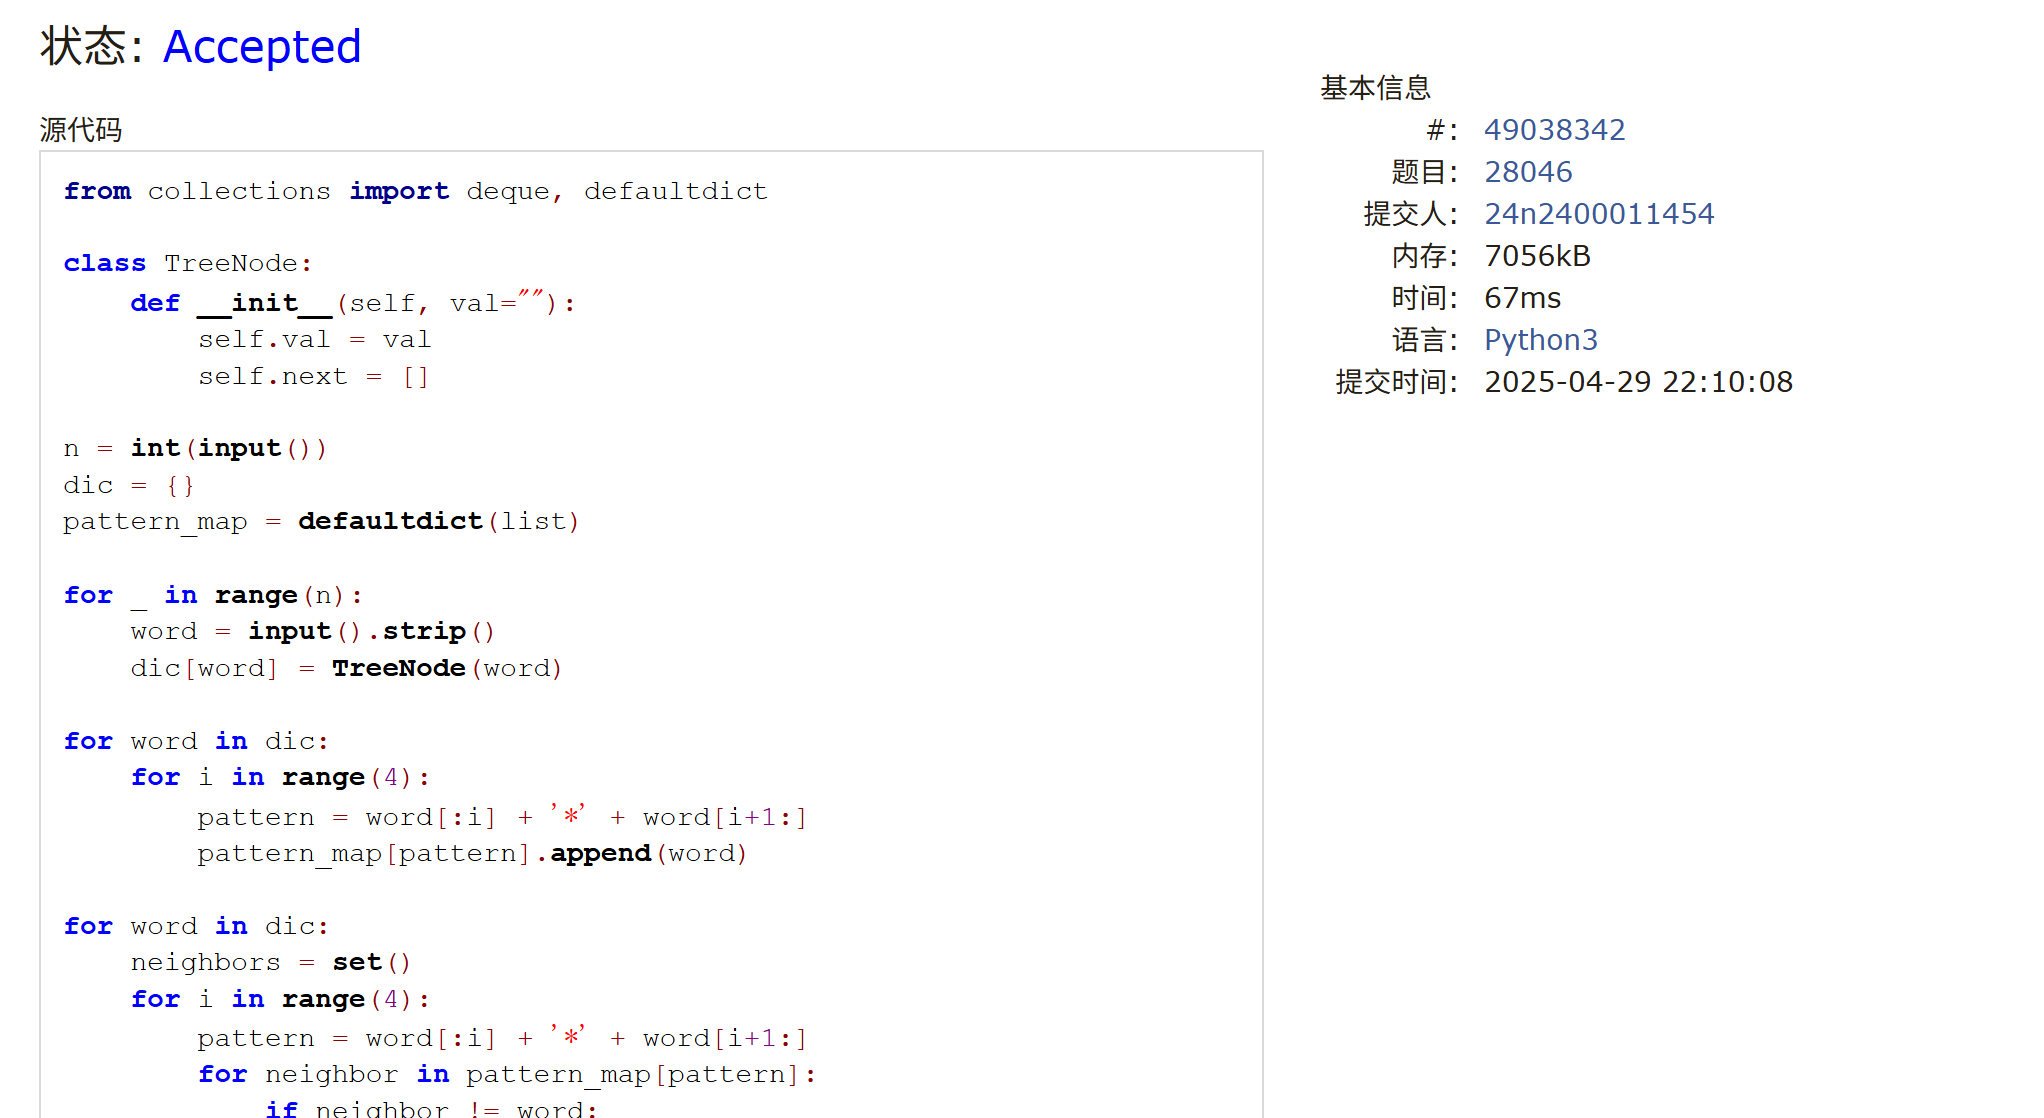 状态: Accepted
源代码
from collections import deque, defaultdict
class TreeNode:
    def __init__(self, val=""):
        self.val = val
        self.next = []
n = int(input())
dic = {}
pattern_map = defaultdict(list)
for _ in range(n):
    word = input().strip()
    dic[word] = TreeNode(word)
for word in dic:
    for i in range(4):
        pattern = word[:i] + '*' + word[i+1:]
        pattern_map[pattern].append(word)
for word in dic:
    neighbors = set()
    for i in range(4):
        pattern = word[:i] + '*' + word[i+1:]
        for neighbor in pattern_map[pattern]:
            if neighbor != word:
基本信息
#: 49038342
题目: 28046
提交人: 24n2400011454
内存: 7056kB
时间: 67ms
语言: Python3
提交时间: 2025-04-29 22:10:08